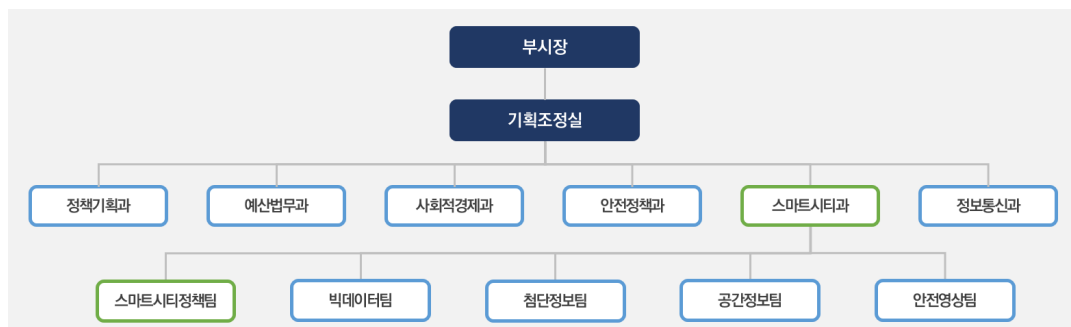 부시장
기획조정실
정책기획과
예산법무과
사회적경제과
안전정책과
스마트시티과
정보통신과
스마트시티정책팀
빅데이터팀
첨단정보팀
공간정보팀
안전영상팀